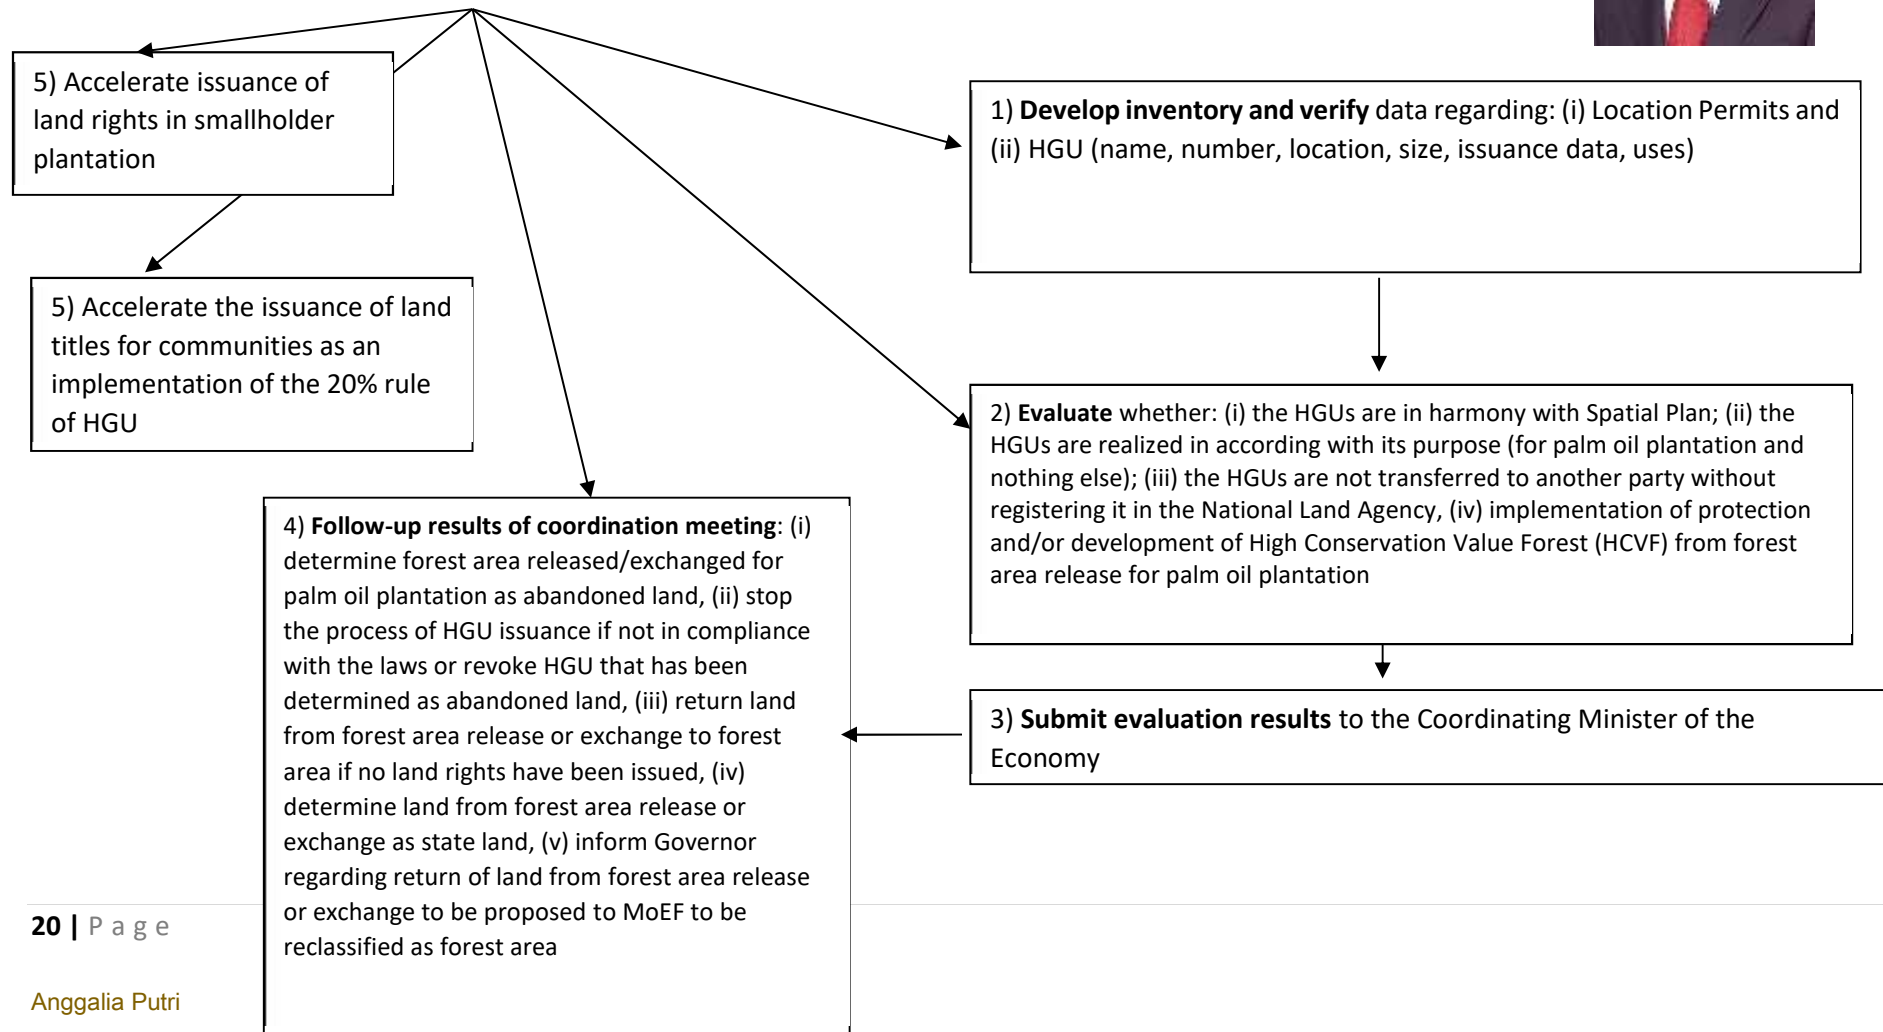 5) Accelerate issuance of
land rights in smallholder
plantation
1) Develop inventory and verify data regarding: (i) Location Permits and
(ii) HGU (name, number, location, size, issuance data, uses)
5) Accelerate the issuance of land
titles for communities as an
implementation of the 20% rule
of HGU
2) Evaluate whether: (i) the HGUs are in harmony with Spatial Plan; (ii) the
HGUs are realized in according with its purpose (for palm oil plantation and
nothing else); (iii) the HGUs are not transferred to another party without
registering it in the National Land Agency, (iv) implementation of protection
and/or development of High Conservation Value Forest (HCVF) from forest
area release for palm oil plantation
3) Submit evaluation results to the Coordinating Minister of the
Economy
4) Follow-up results of coordination meeting: (i)
determine forest area released/exchanged for
palm oil plantation as abandoned land, (ii) stop
the process of HGU issuance if not in compliance
with the laws or revoke HGU that has been
determined as abandoned land, (iii) return land
from forest area release or exchange to forest
area if no land rights have been issued, (iv)
determine land from forest area release or
exchange as state land, (v) inform Governor
regarding return of land from forest area release
or exchange to be proposed to MoEF to be
reclassified as forest area
20 | Page
Anggalia Putri